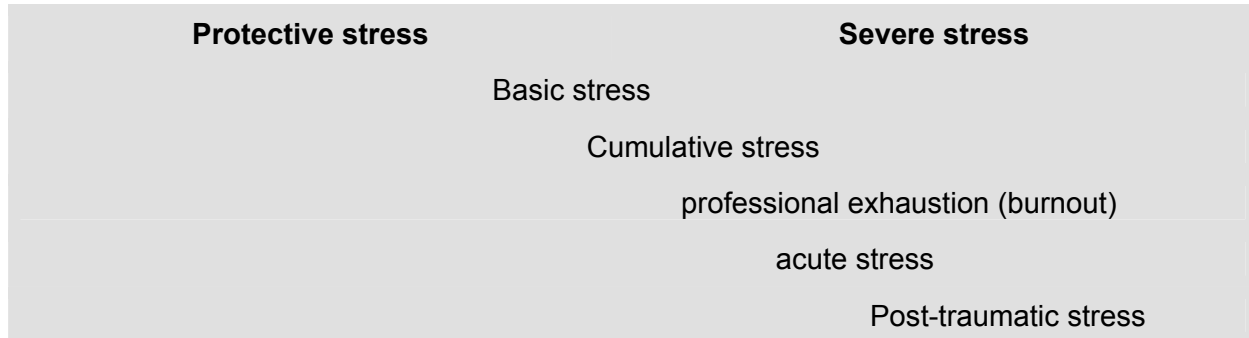 Protective stress Severe stress
Basic stress
Cumulative stress
professional exhaustion (burnout)
acute stress
Post-traumatic stress